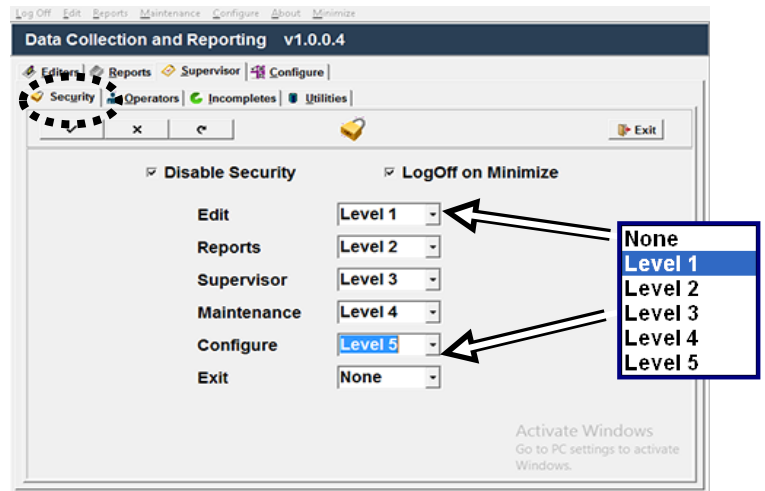 Log Off Edit Reports Maintenance Configure About Minimize
Data Collection and Reporting v1.0.0.4
Editors Reports Supervisor Configure
Security Operators Incompletes Utilities
Exit
Disable Security LogOff on Minimize
Edit Level 1
Reports Level 2
Supervisor Level 3
Maintenance Level 4
Configure Level 5
Exit None
None
Level 1
Level 2
Level 3
Level 4
Level 5
Activate Windows
Go to PC settings to activate
Windows.